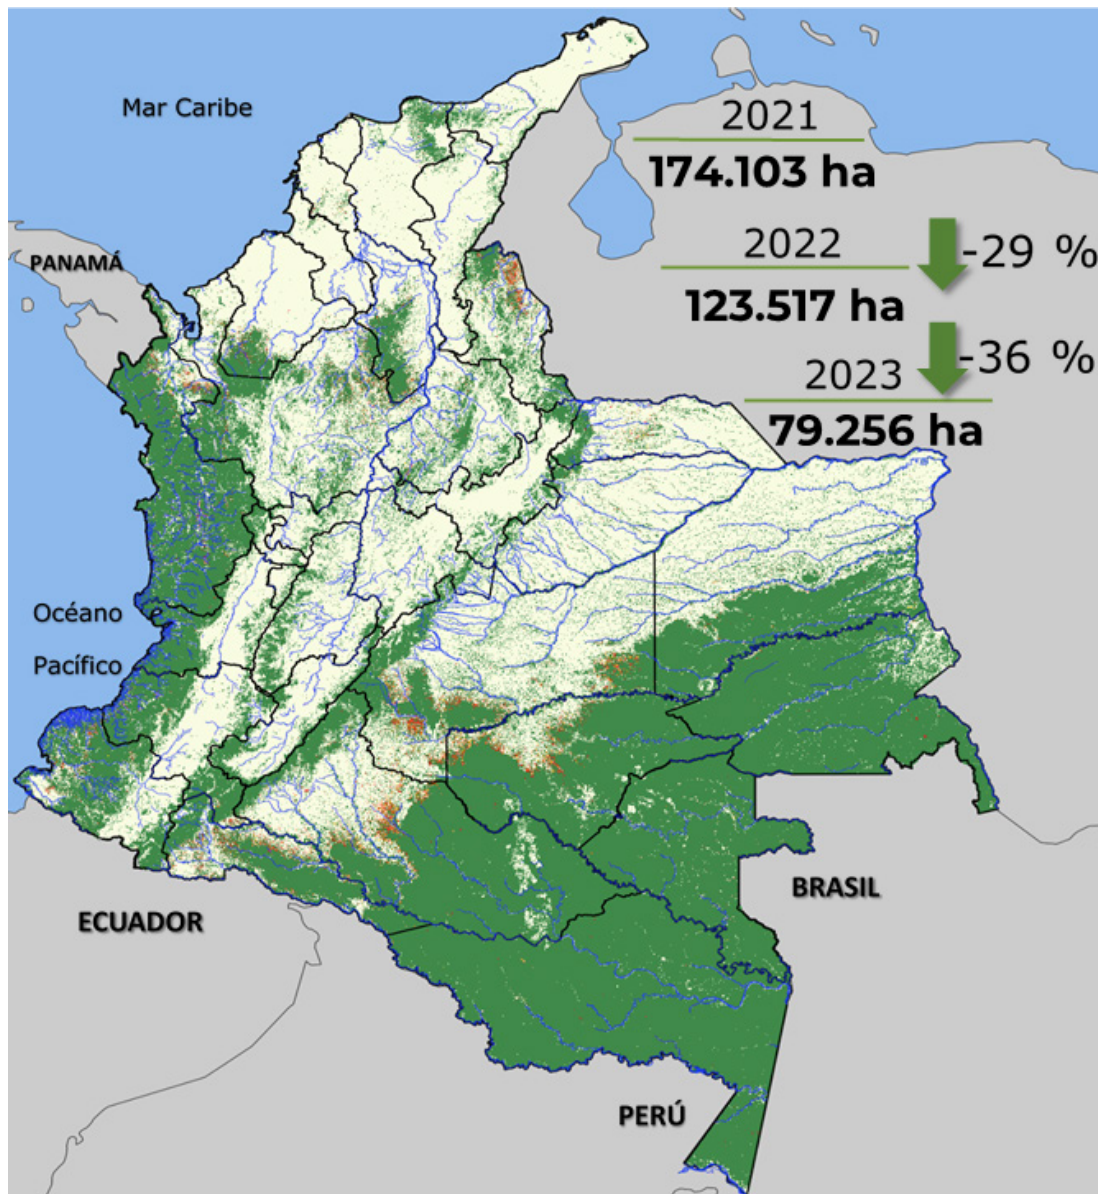 Mar Caribe
2021
174.103 ha
2022
-29 %
123.517 ha
PANAMÁ
2023
-36 %
79.256 ha
Océano
Pacífico
BRASIL
ECUADOR
PERÚ